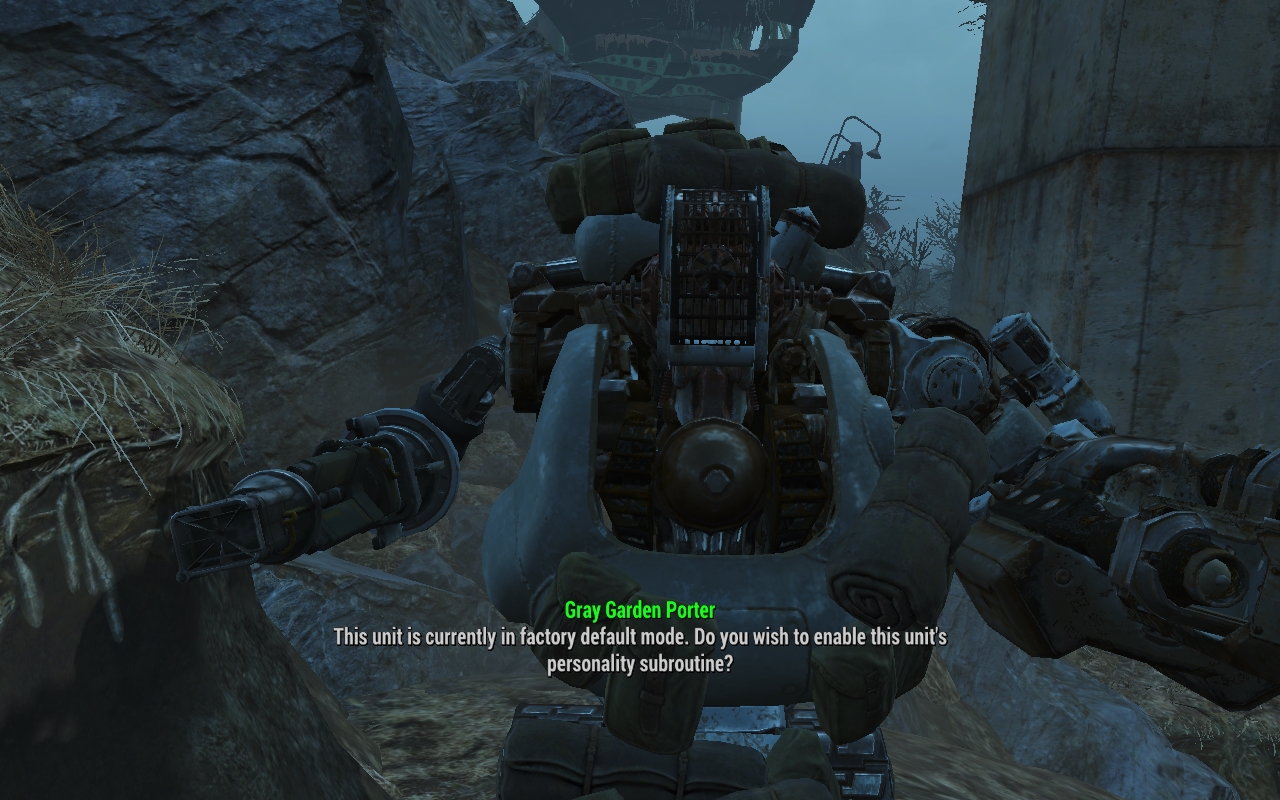 Gray Garden Porter
This unit is currently in factory default mode. Do you wish to enable this unit's
personality subroutine?